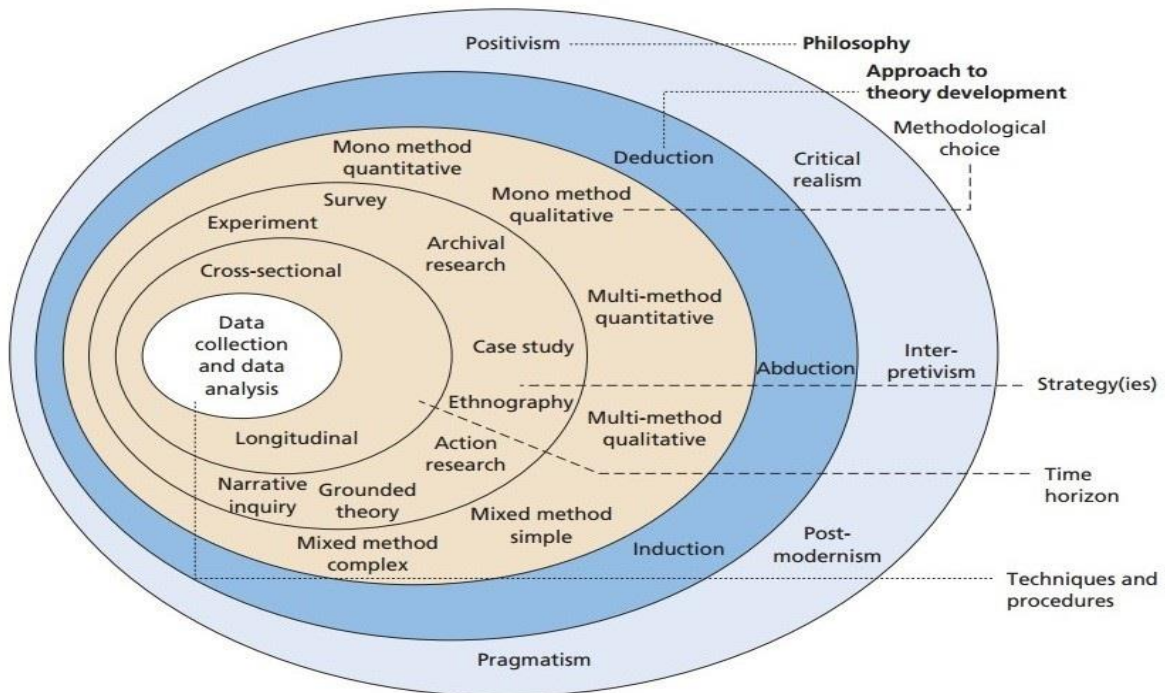 Positivism
Philosophy
Approach to
theory development
Methodological
choice
Mono method
quantitative
Deduction
Critical
realism
Mono method
qualitative
Survey
Experiment
Archival
research
Cross-sectional
Multi-method
quantitative
Data
collection
and data
analysis
Case study
Abduction
Inter-
pretivism
Strategy(ies)
Ethnography
Multi-method
qualitative
Longitudinal
Action
research
Time
horizon
Narrative
inquiry
Grounded
theory
Mixed method
simple
Mixed method
complex
Induction
Post-
modernism
Techniques and
procedures
Pragmatism